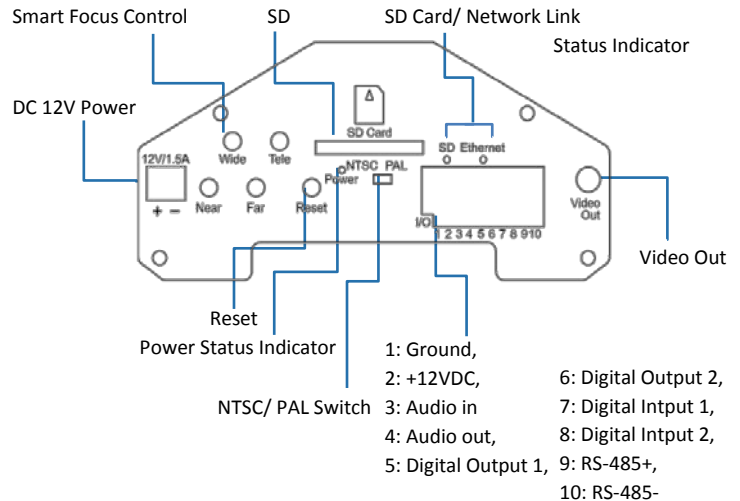 Smart Focus Control
SD
SD Card/ Network Link
Status Indicator
DC 12V Power
SD Card
SD Ethernet
12V/1.5A
Wide
Tele
NTSC PAL
Power
Near
Far
Reset
Video
Out
+ −
I/O
1 2 3 4 5 6 7 8 910
Video Out
Reset
Power Status Indicator
NTSC/ PAL Switch
1: Ground,
2: +12VDC,
3: Audio in
4: Audio out,
5: Digital Output 1,
6: Digital Output 2,
7: Digital Intput 1,
8: Digital Intput 2,
9: RS-485+,
10: RS-485-